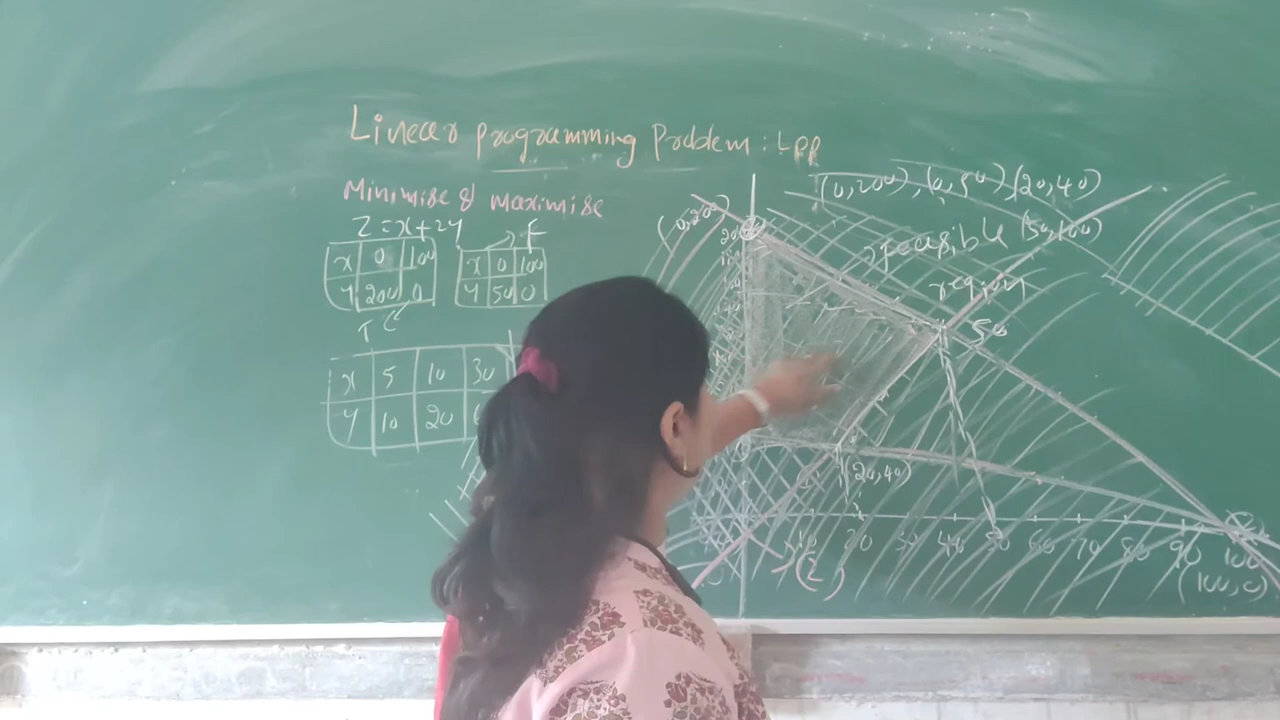 Linear programming Problem : LPP
Minimise & maximise
Z = x + 2y
x 0 100
y 200 0
x 0 100
y 50 0
x 5 10 30
y 10 20
(0,200), (0,50), (20,40)
(0,200)
feasible (50,100)
region
50
(20,40)
10 20 30 40 50 60 70 80 90 100
(100,0)